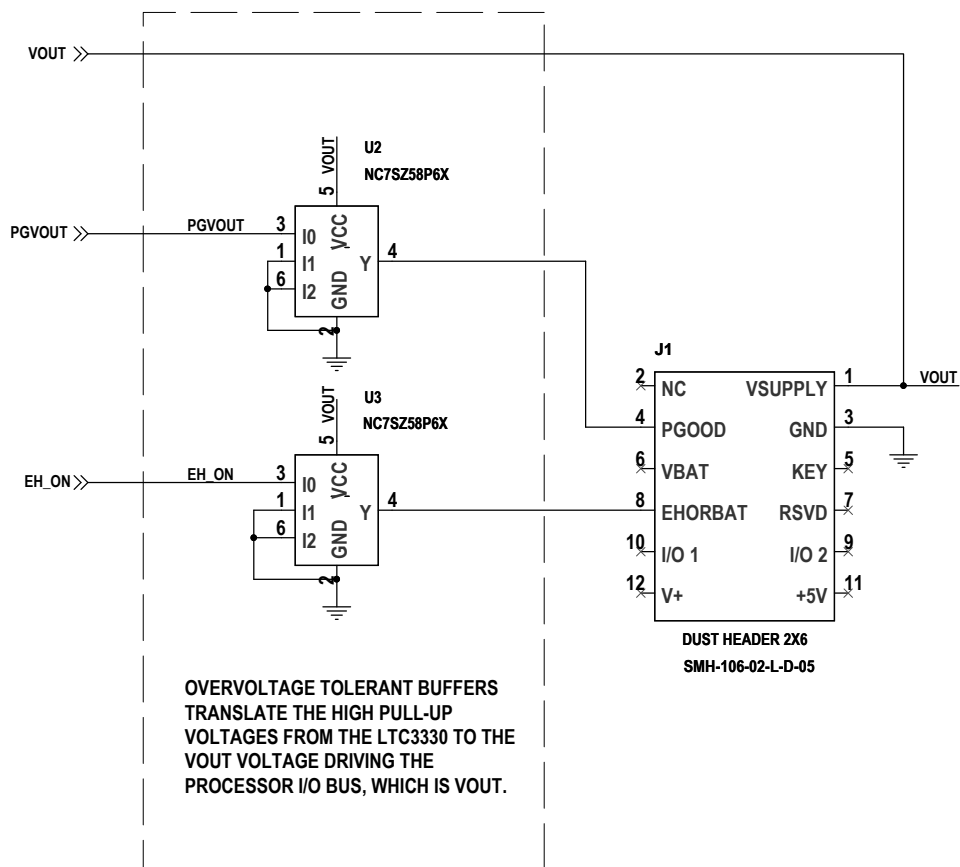 VOUT
U2
NC7SZ58P6X
5 VOUT
PGVOUT
PGVOUT
3 I0
1 I1
6 I2
VCC
GND
Y 4
2
U3
NC7SZ58P6X
5 VOUT
EH_ON
EH_ON
3 I0
1 I1
6 I2
VCC
GND
Y 4
2
J1
2 NC VSUPPLY 1 VOUT
4 PGOOD GND 3
6 VBAT KEY 5
8 EHORBAT RSVD 7
10 I/O 1 I/O 2 9
12 V+ +5V 11
DUST HEADER 2X6
SMH-106-02-L-D-05
OVERVOLTAGE TOLERANT BUFFERS
TRANSLATE THE HIGH PULL-UP
VOLTAGES FROM THE LTC3330 TO THE
VOUT VOLTAGE DRIVING THE
PROCESSOR I/O BUS, WHICH IS VOUT.